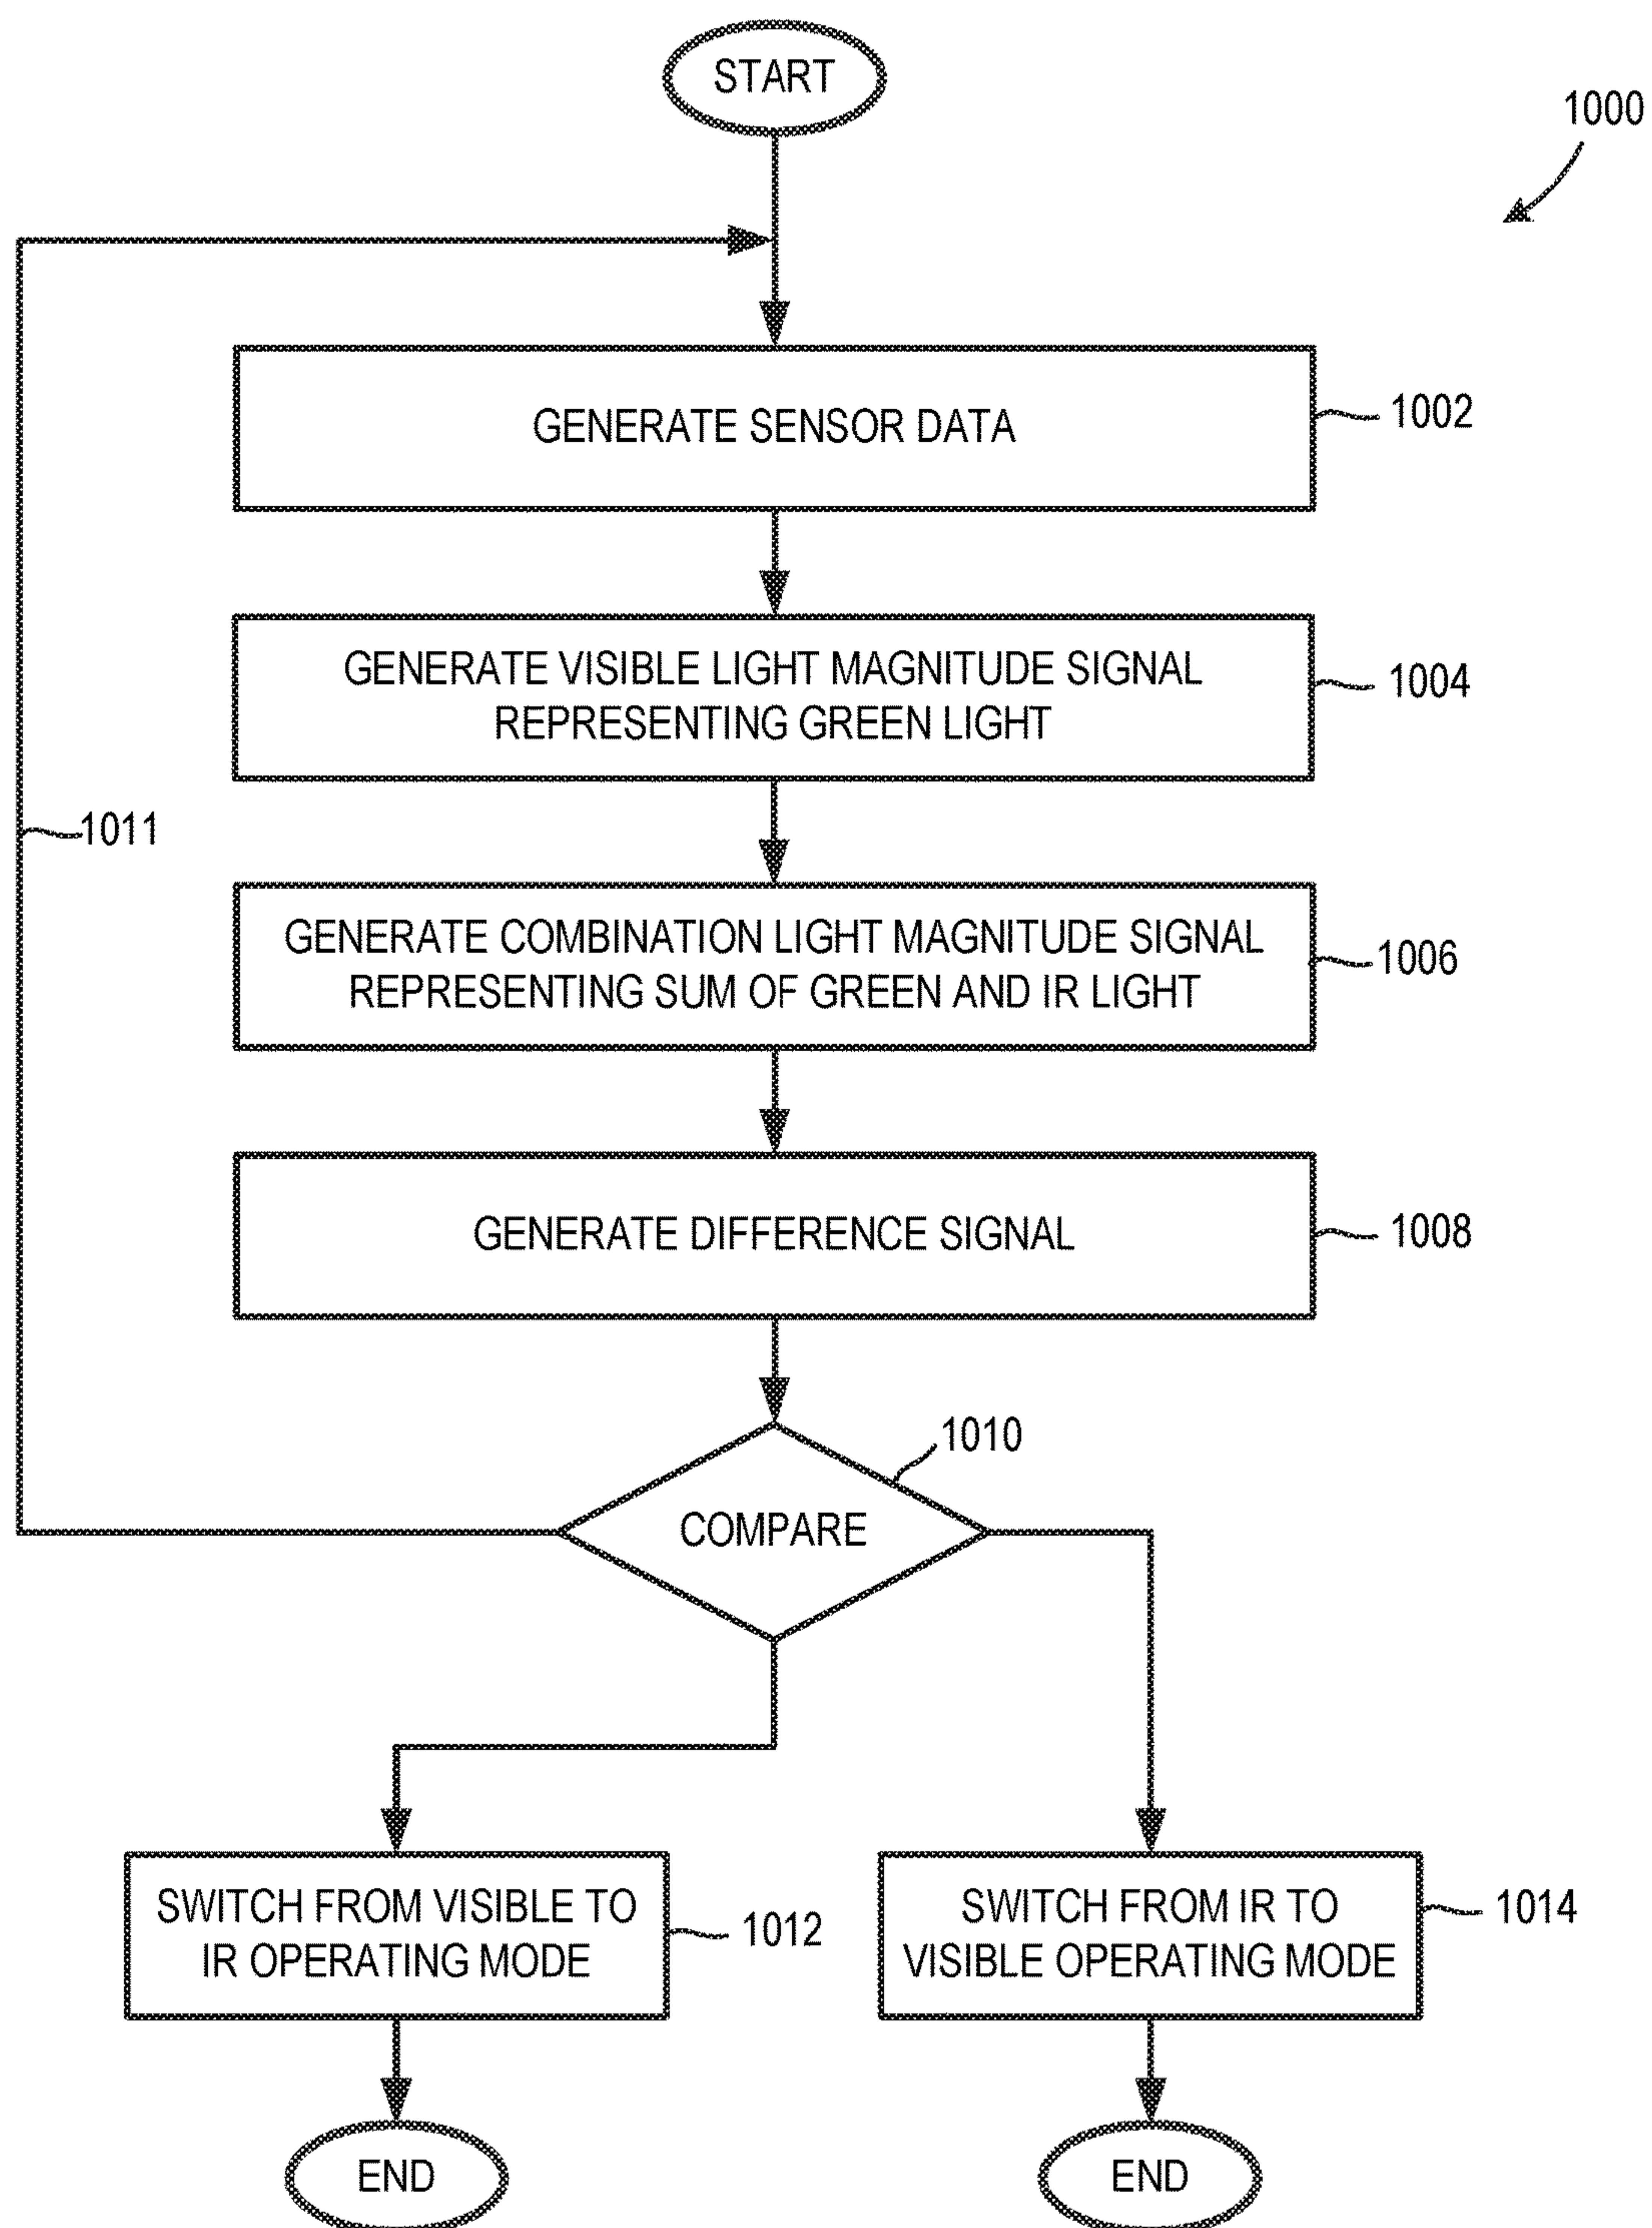 START
1000
GENERATE SENSOR DATA
1002
GENERATE VISIBLE LIGHT MAGNITUDE SIGNAL
REPRESENTING GREEN LIGHT
1004
1011
GENERATE COMBINATION LIGHT MAGNITUDE SIGNAL
REPRESENTING SUM OF GREEN AND IR LIGHT
1006
GENERATE DIFFERENCE SIGNAL
1008
1010
COMPARE
SWITCH FROM VISIBLE TO
IR OPERATING MODE
1012
SWITCH FROM IR TO
VISIBLE OPERATING MODE
1014
END
END